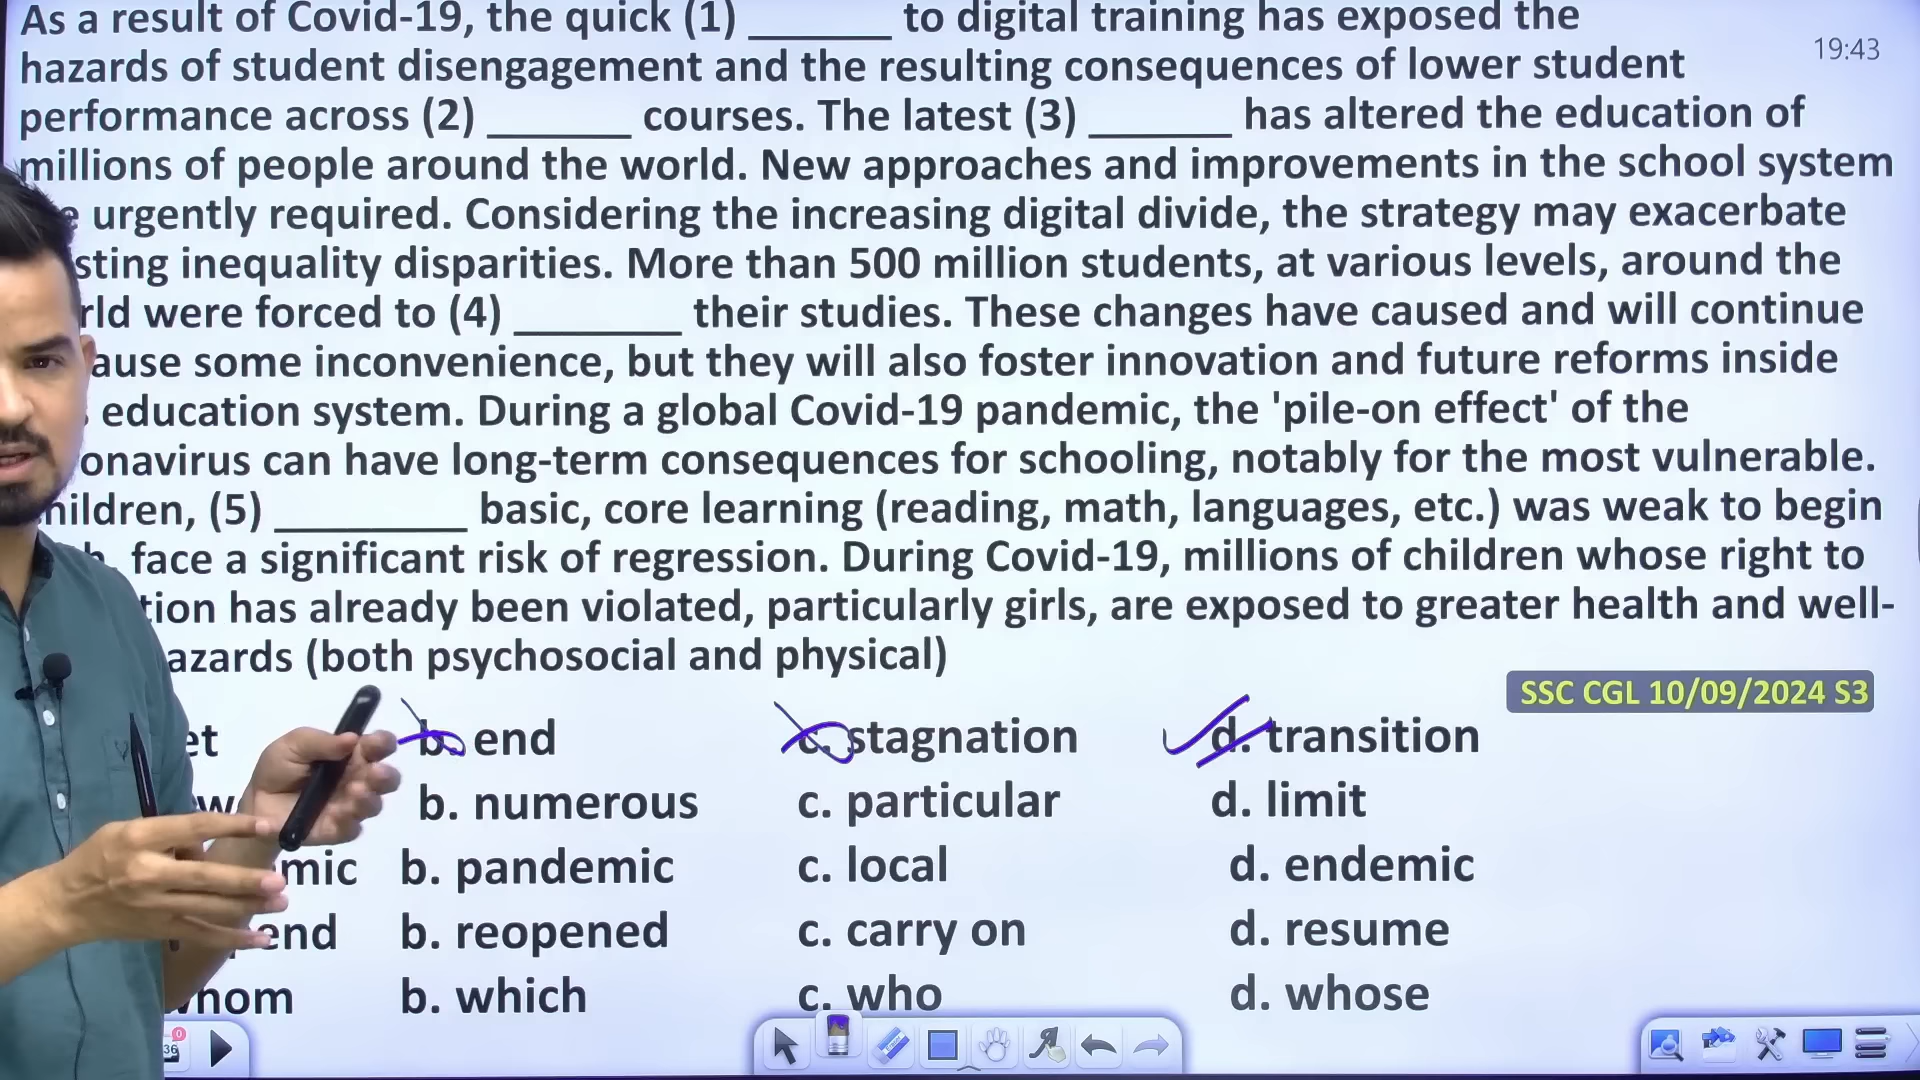 As a result of Covid-19, the quick (1) ______ to digital training has exposed the
19:43
hazards of student disengagement and the resulting consequences of lower student
performance across (2) ______ courses. The latest (3) ______ has altered the education of
millions of people around the world. New approaches and improvements in the school system
urgently required. Considering the increasing digital divide, the strategy may exacerbate
sting inequality disparities. More than 500 million students, at various levels, around the
rld were forced to (4) _______ their studies. These changes have caused and will continue
ause some inconvenience, but they will also foster innovation and future reforms inside
education system. During a global Covid-19 pandemic, the 'pile-on effect' of the
onavirus can have long-term consequences for schooling, notably for the most vulnerable.
hildren, (5) ________ basic, core learning (reading, math, languages, etc.) was weak to begin
face a significant risk of regression. During Covid-19, millions of children whose right to
tion has already been violated, particularly girls, are exposed to greater health and well-
azards (both psychosocial and physical)
SSC CGL 10/09/2024 S3
et b. end c. stagnation d. transition
b. numerous c. particular d. limit
mic b. pandemic c. local d. endemic
end b. reopened c. carry on d. resume
hom b. which c. who d. whose